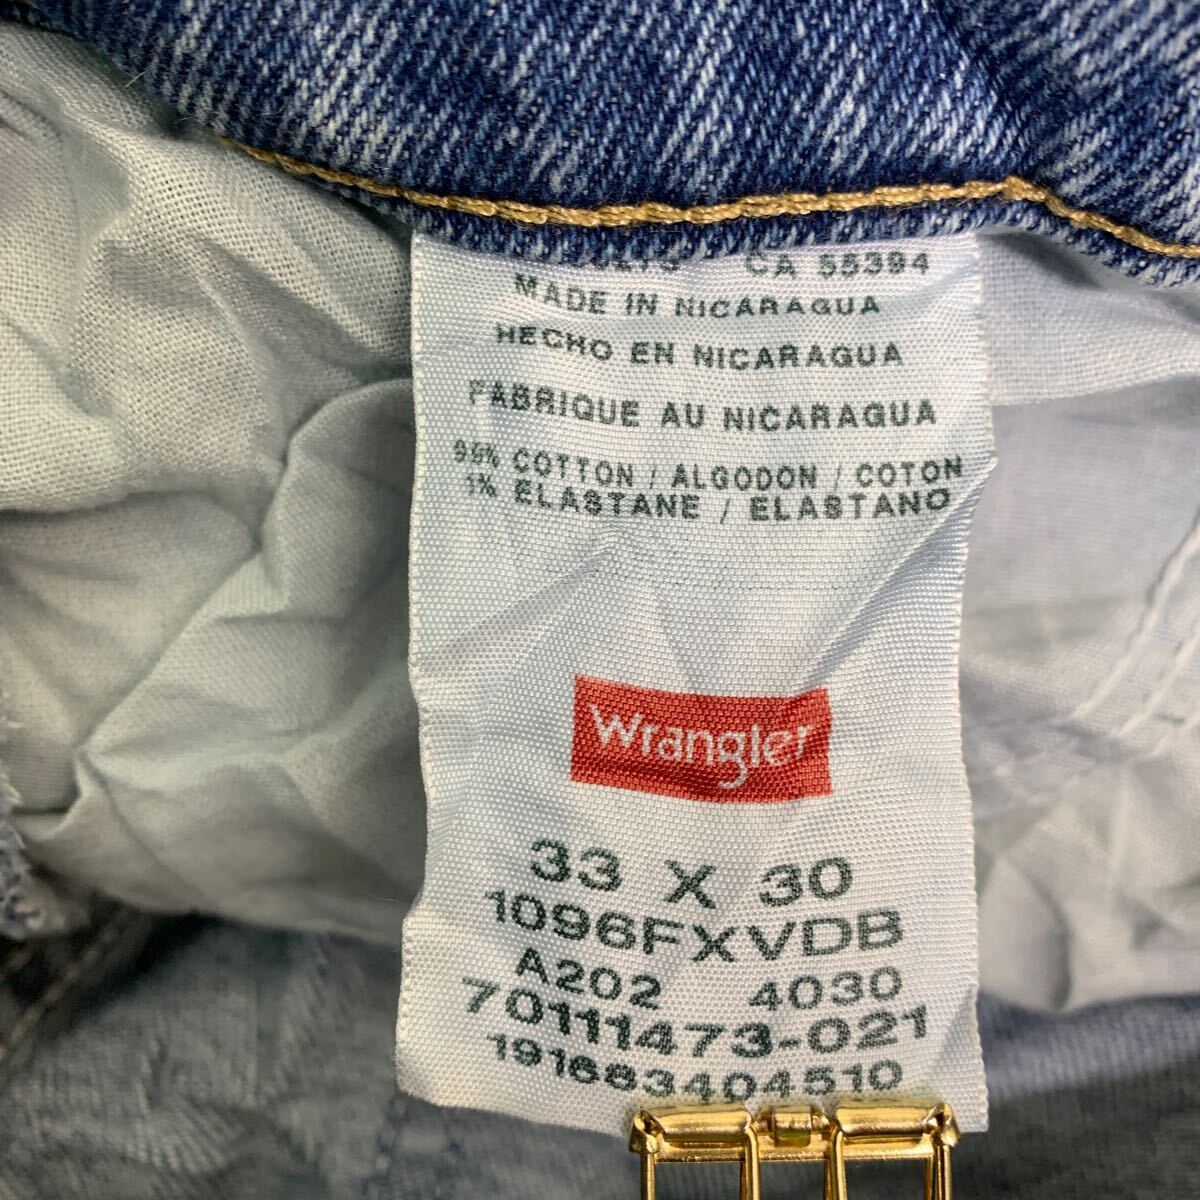 CA 55394
MADE IN NICARAGUA
HECHO EN NICARAGUA
FABRIQUE AU NICARAGUA
99% COTTON / ALGODON / COTON
1% ELASTANE / ELASTANO
Wrangler
33 X 30
1096FXVDB
A202 4030
70111473-021
191663404510